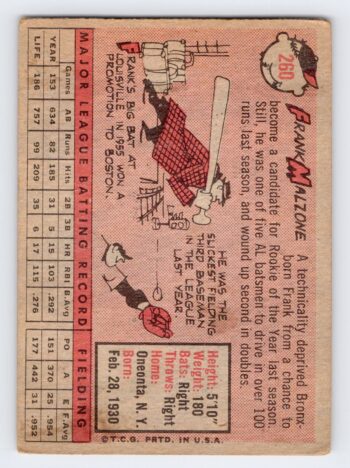 260
FRANK MALZONE
A technicality deprived Bronx-
born Frank from a chance to
become a candidate for Rookie of the Year last season.
Still, he was one of five AL batsmen to drive in over 100
runs last season, and wound up second in doubles.
FRANK'S BIG BAT AT
LOUISVILLE IN 1955 WON A
PROMOTION TO BOSTON.
HE WAS THE
SLICKEST FIELDING
THIRD BASEMAN
IN THE LEAGUE
LAST YEAR.
Height: 5'10"
Weight: 180
Bats: Right
Throws: Right
Home:
Oneonta, N. Y.
Born:
Feb. 28, 1930
MAJOR LEAGUE BATTING RECORD FIELDING
Games AB Runs Hits 2B 3B HR RBI B.Avg PO A E F.Avg
YEAR 153 634 82 185 31 5 15 103 .292 151 370 25 .954
LIFE 186 757 99 209 35 6 17 115 .276 177 442 31 .952
©T.C.G. PRTD. IN U.S.A.